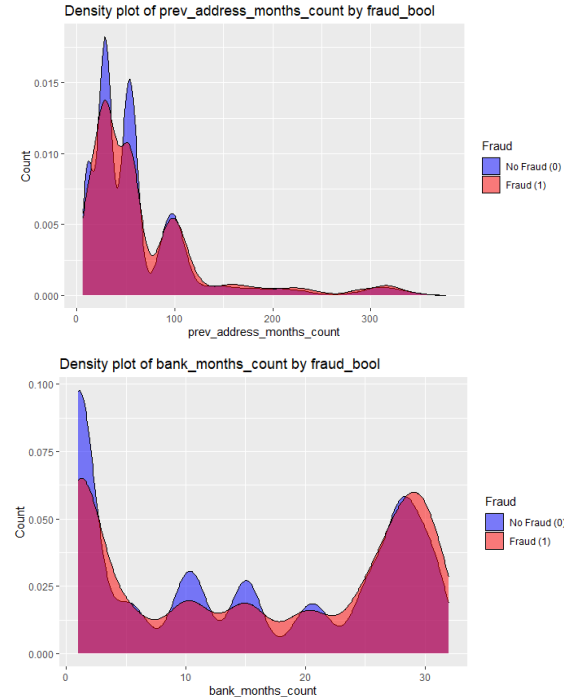 Density plot of prev_address_months_count by fraud_bool
0.015
0.010
0.005
0.000
Count
0
100
200
300
prev_address_months_count
Fraud
No Fraud (0)
Fraud (1)
Density plot of bank_months_count by fraud_bool
0.100
0.075
0.050
0.025
0.000
Count
0
10
20
30
bank_months_count
Fraud
No Fraud (0)
Fraud (1)